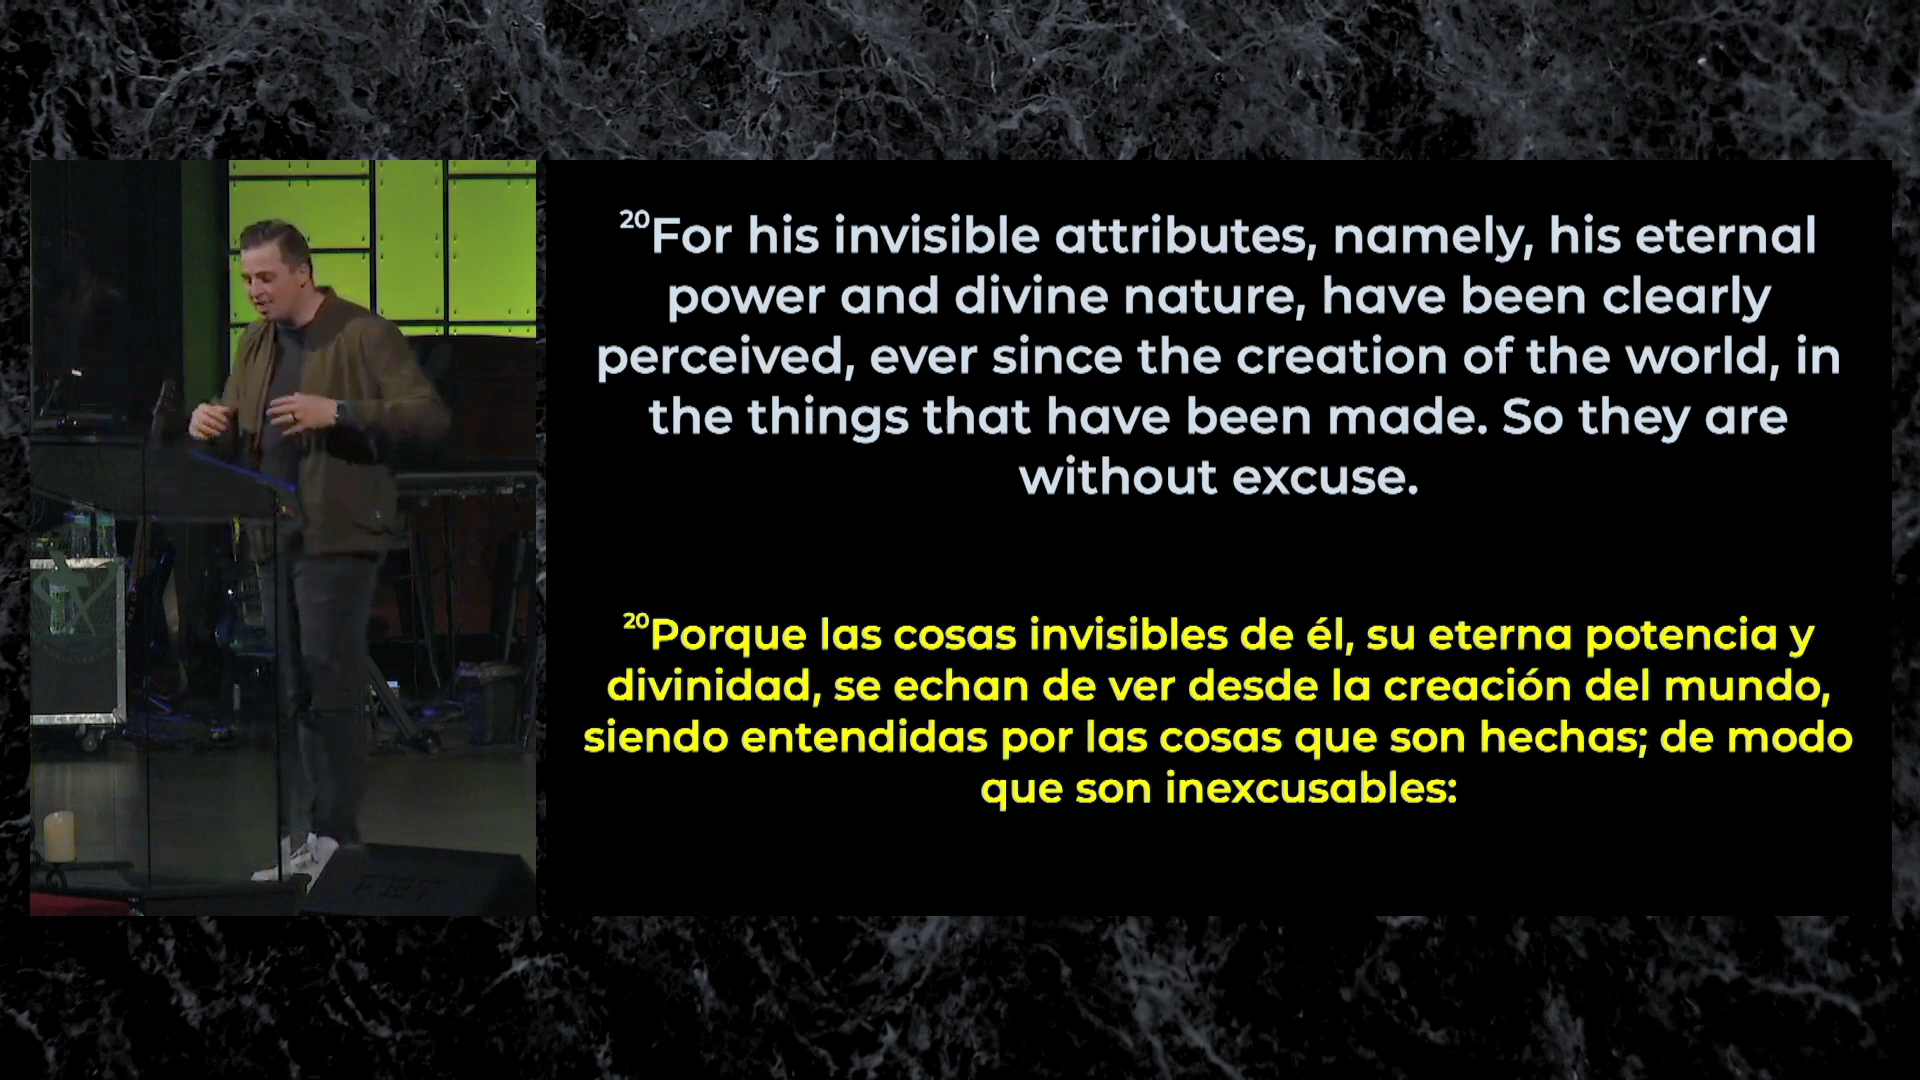 ²⁰For his invisible attributes, namely, his eternal
power and divine nature, have been clearly
perceived, ever since the creation of the world, in
the things that have been made. So they are
without excuse.
²⁰Porque las cosas invisibles de él, su eterna potencia y
divinidad, se echan de ver desde la creación del mundo,
siendo entendidas por las cosas que son hechas; de modo
que son inexcusables: